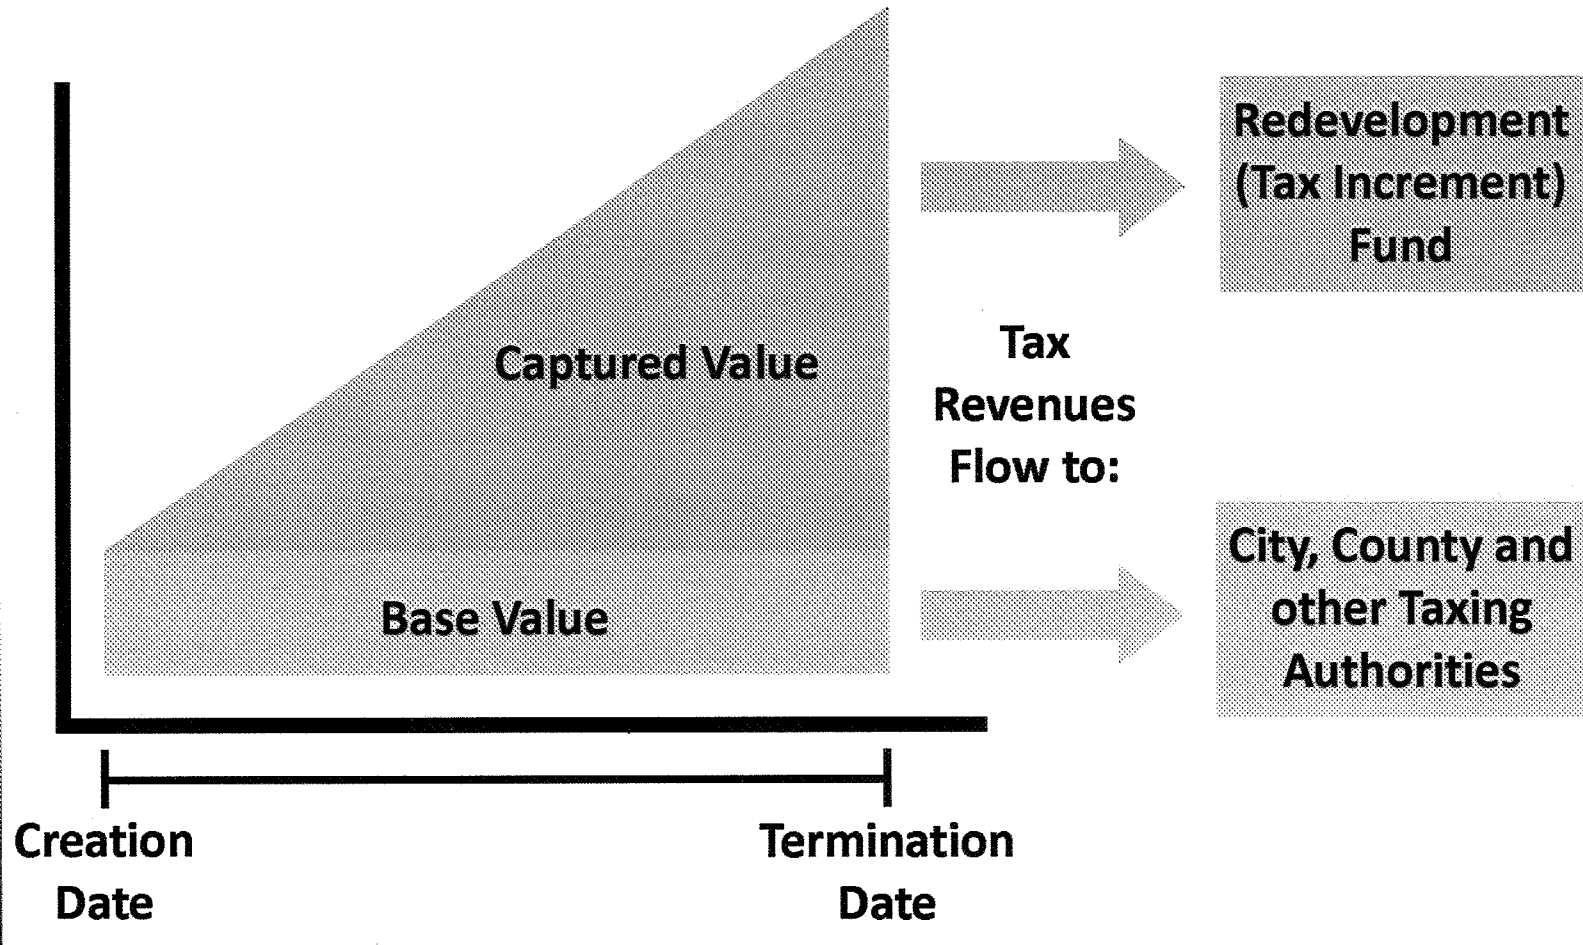 Redevelopment
(Tax Increment)
Fund
Captured Value
Tax
Revenues
Flow to:
Base Value
City, County and
other Taxing
Authorities
Creation
Date
Termination
Date